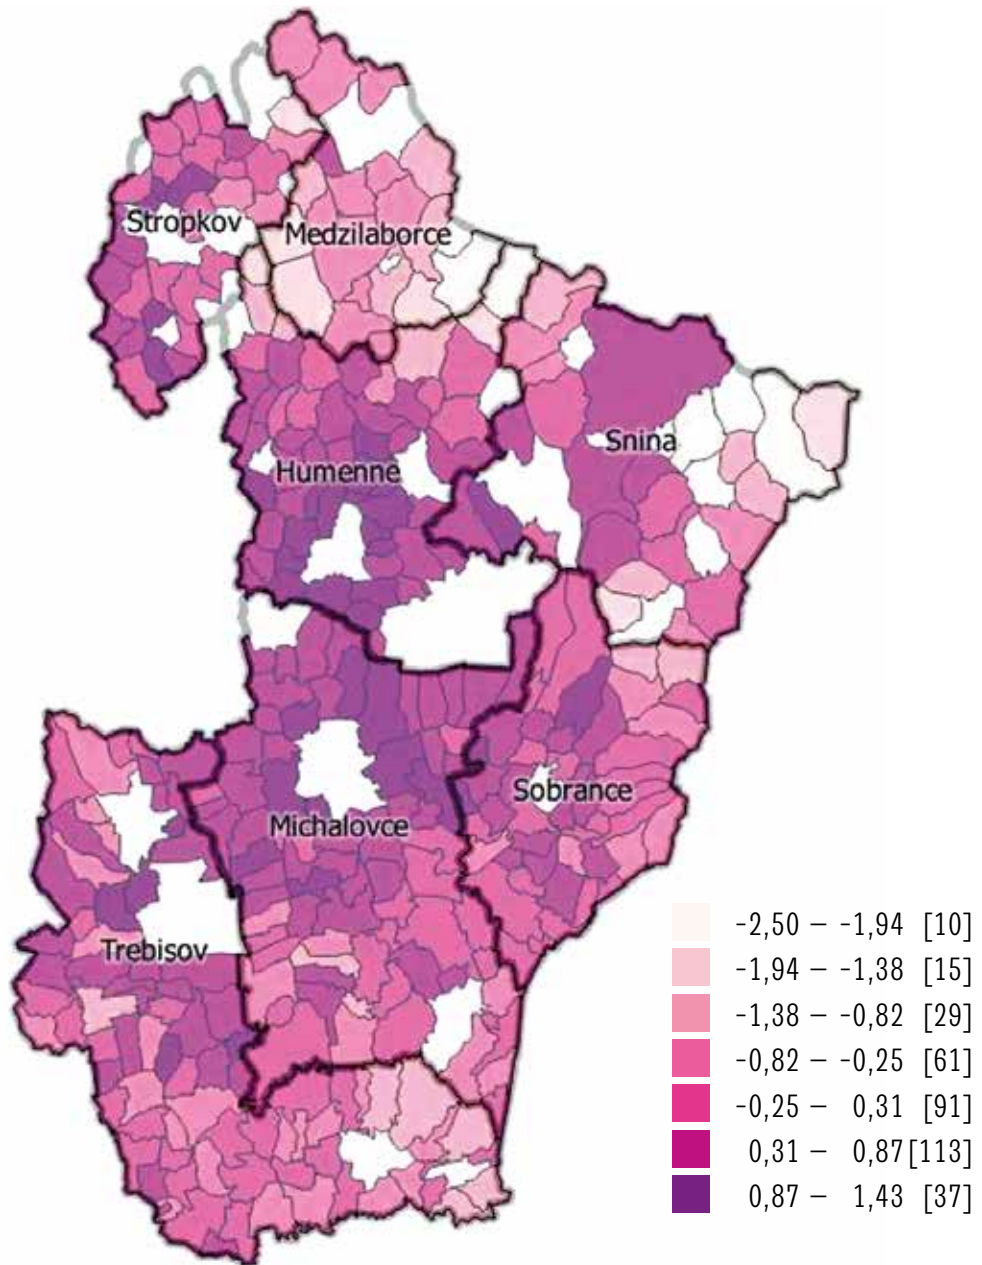 Stropkov
Medzilaborce
Snina
Humenne
Sobrance
Michalovce
Trebisov
-2,50 – -1,94 [10]
-1,94 – -1,38 [15]
-1,38 – -0,82 [29]
-0,82 – -0,25 [61]
-0,25 – 0,31 [91]
0,31 – 0,87 [113]
0,87 – 1,43 [37]